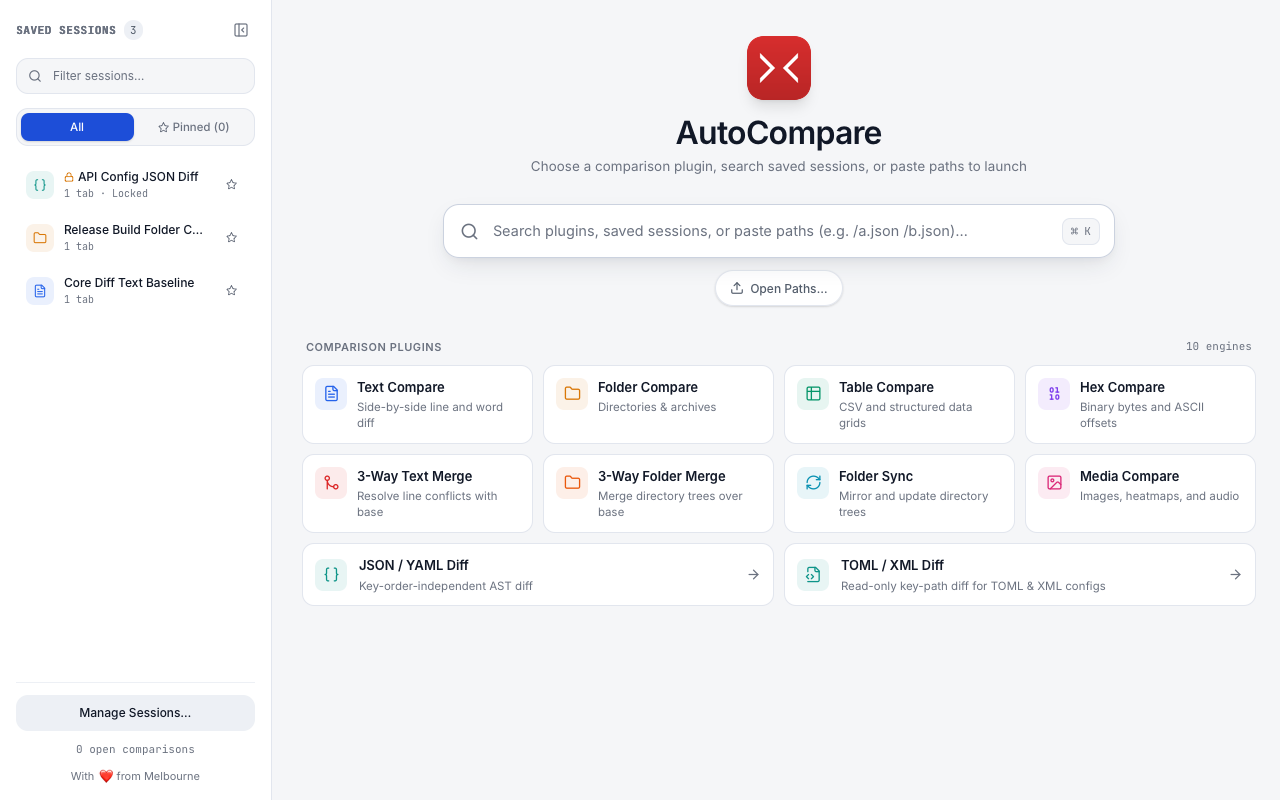 SAVED SESSIONS 3
Filter sessions...
All
Pinned (0)
{ } API Config JSON Diff
1 tab · Locked
Release Build Folder C...
1 tab
Core Diff Text Baseline
1 tab
Manage Sessions...
0 open comparisons
With ❤️ from Melbourne
AutoCompare
Choose a comparison plugin, search saved sessions, or paste paths to launch
Search plugins, saved sessions, or paste paths (e.g. /a.json /b.json)... ⌘ K
Open Paths...
COMPARISON PLUGINS
10 engines
Text Compare
Side-by-side line and word
diff
Folder Compare
Directories & archives
Table Compare
CSV and structured data
grids
01
10
Hex Compare
Binary bytes and ASCII
offsets
3-Way Text Merge
Resolve line conflicts with
base
3-Way Folder Merge
Merge directory trees over
base
Folder Sync
Mirror and update directory
trees
Media Compare
Images, heatmaps, and audio
{ } JSON / YAML Diff
Key-order-independent AST diff
TOML / XML Diff
Read-only key-path diff for TOML & XML configs